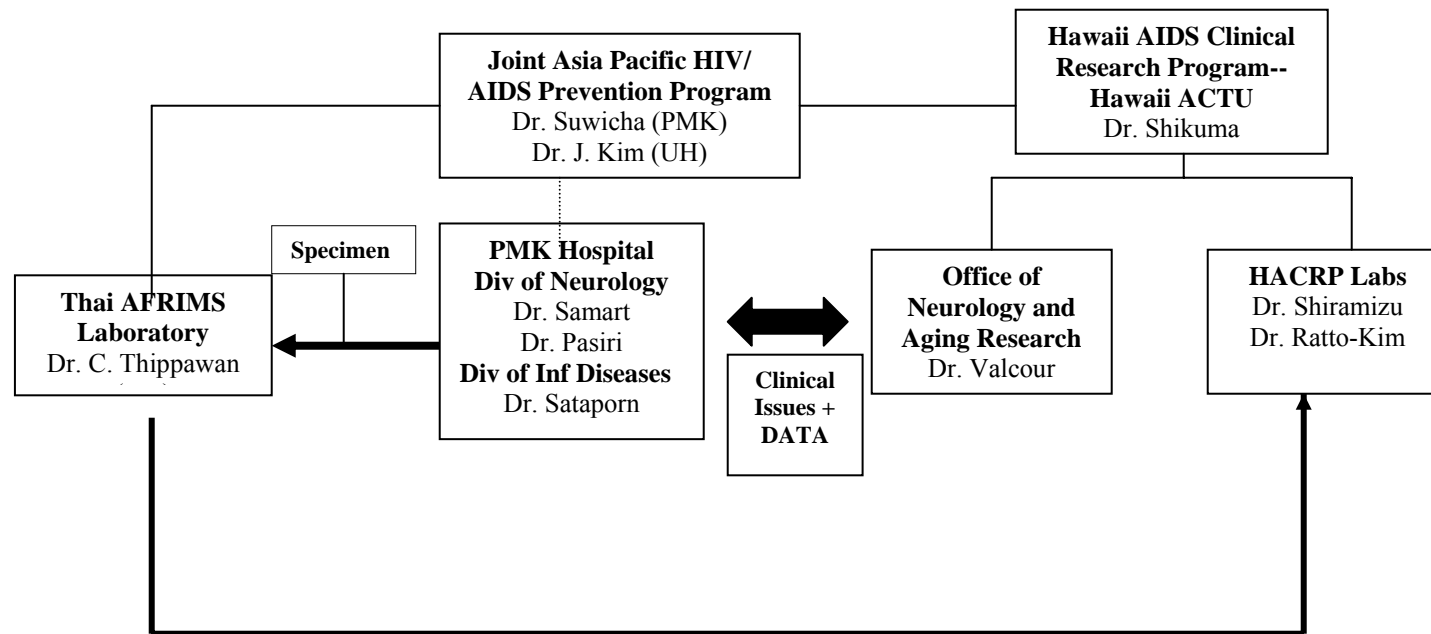 Joint Asia Pacific HIV/
AIDS Prevention Program
Dr. Suwicha (PMK)
Dr. J. Kim (UH)
Hawaii AIDS Clinical
Research Program--
Hawaii ACTU
Dr. Shikuma
Specimen
Thai AFRIMS
Laboratory
Dr. C. Thippawan
PMK Hospital
Div of Neurology
Dr. Samart
Dr. Pasiri
Div of Inf Diseases
Dr. Sataporn
Clinical
Issues +
DATA
Office of
Neurology and
Aging Research
Dr. Valcour
HACRP Labs
Dr. Shiramizu
Dr. Ratto-Kim